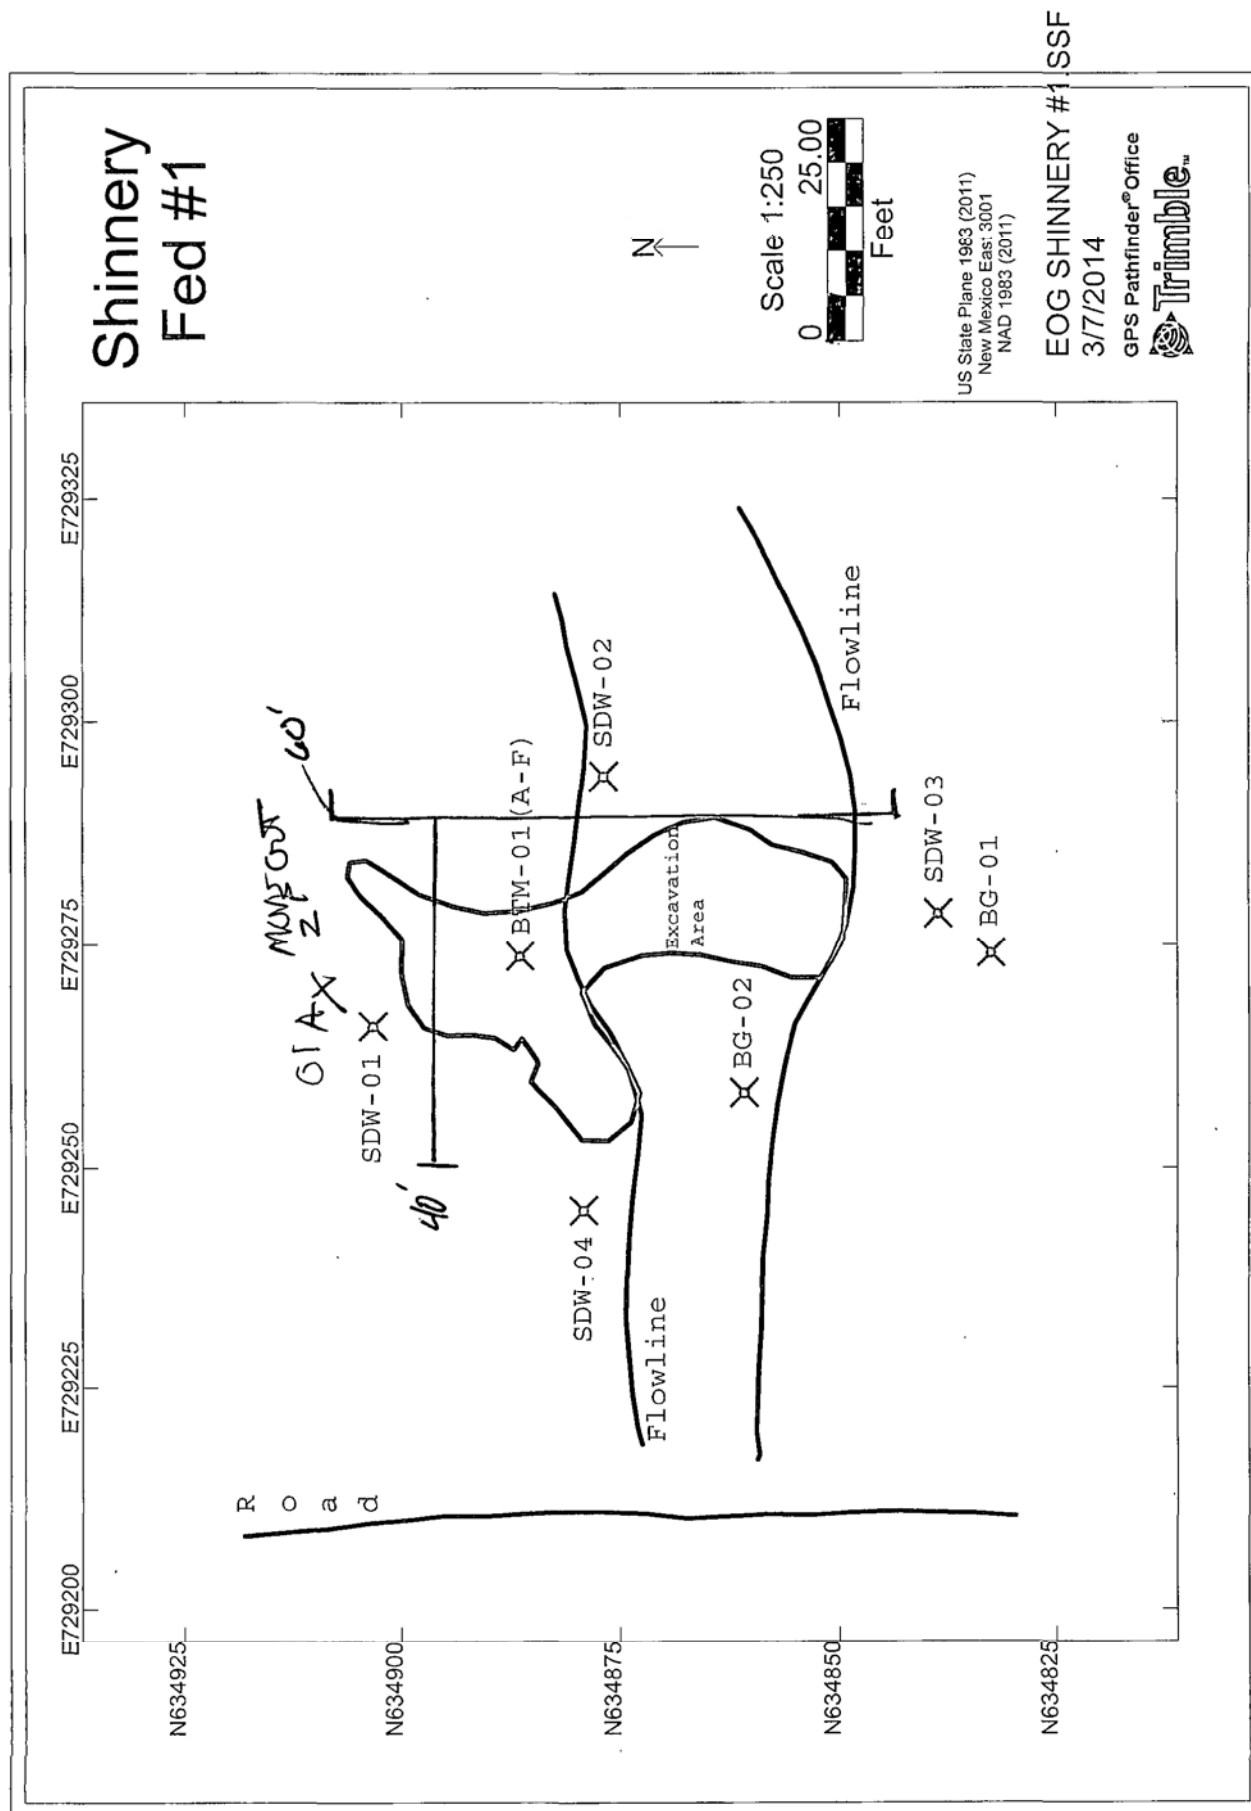 Shinnery
Fed #1
N
Scale 1:250
0 25.00
Feet
US State Plane 1983 (2011)
New Mexico East 3001
NAD 1983 (2011)
EOG SHINNERY #1.SSF
3/7/2014
GPS Pathfinder®Office
Trimble™
E729200
E729225
E729250
E729275
E729300
E729325
N634925
N634900
N634875
N634850
N634825
Road
60'
40'
SDW-01
BTM-01 (A-F)
SDW-02
SDW-04
Excavation
Area
BG-02
Flowline
Flowline
SDW-03
BG-01